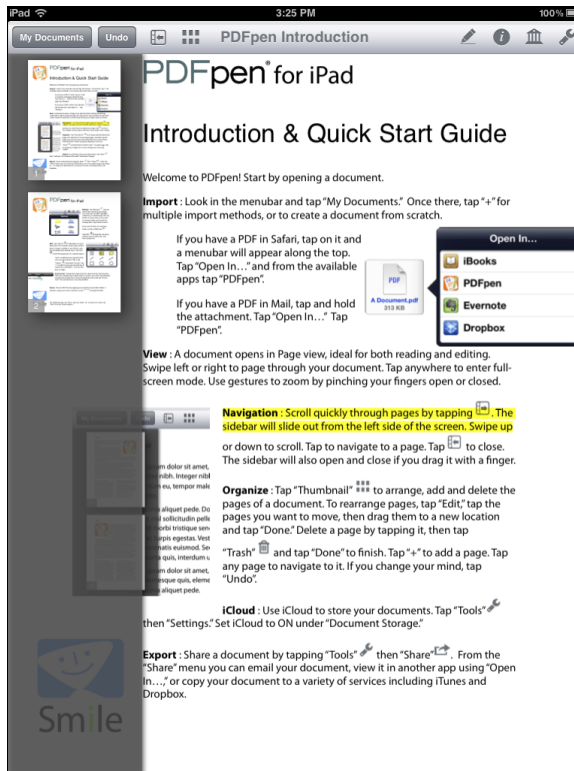 iPad 3:25 PM 100%
My Documents Undo PDFpen Introduction
PDFpen for iPad
Introduction & Quick Start Guide
1
PDFpen for iPad
2
PDFpen® for iPad
Introduction & Quick Start Guide
Welcome to PDFpen! Start by opening a document.
Import : Look in the menubar and tap "My Documents." Once there, tap "+" for
multiple import methods, or to create a document from scratch.
If you have a PDF in Safari, tap on it and
a menubar will appear along the top.
Tap "Open In…" and from the available
apps tap "PDFpen".
If you have a PDF in Mail, tap and hold
the attachment. Tap "Open In…" Tap
"PDFpen".
PDF
A Document.pdf
313 KB
Open In...
iBooks
PDFpen
Evernote
Dropbox
View : A document opens in Page view, ideal for both reading and editing.
Swipe left or right to page through your document. Tap anywhere to enter full-
screen mode. Use gestures to zoom by pinching your fingers open or closed.
Navigation : Scroll quickly through pages by tapping . The
sidebar will slide out from the left side of the screen. Swipe up
or down to scroll. Tap to navigate to a page. Tap to close.
The sidebar will also open and close if you drag it with a finger.
Organize : Tap "Thumbnail" to arrange, add and delete the
pages of a document. To rearrange pages, tap "Edit," tap the
pages you want to move, then drag them to a new location
and tap "Done." Delete a page by tapping it, then tap
"Trash" and tap "Done" to finish. Tap "+" to add a page. Tap
any page to navigate to it. If you change your mind, tap
"Undo".
iCloud : Use iCloud to store your documents. Tap "Tools"
then "Settings." Set iCloud to ON under "Document Storage."
Export : Share a document by tapping "Tools" then "Share" . From the
"Share" menu you can email your document, view it in another app using "Open
In…," or copy your document to a variety of services including iTunes and
Dropbox.
Smile